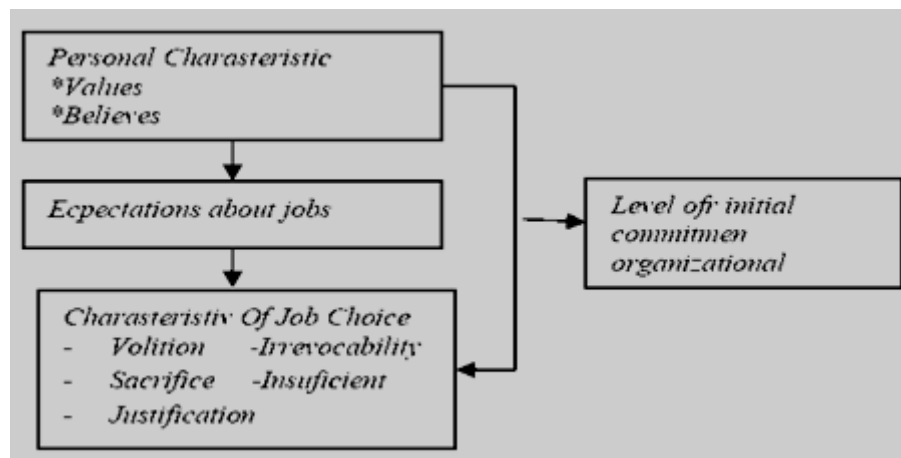 Personal Charasteristic
*Values
*Believes
Ecpectations about jobs
Level ofr initial
commitmen
organizational
Charasteristiv Of Job Choice
- Volition -Irrevocability
- Sacrifice -Insuficient
- Justification